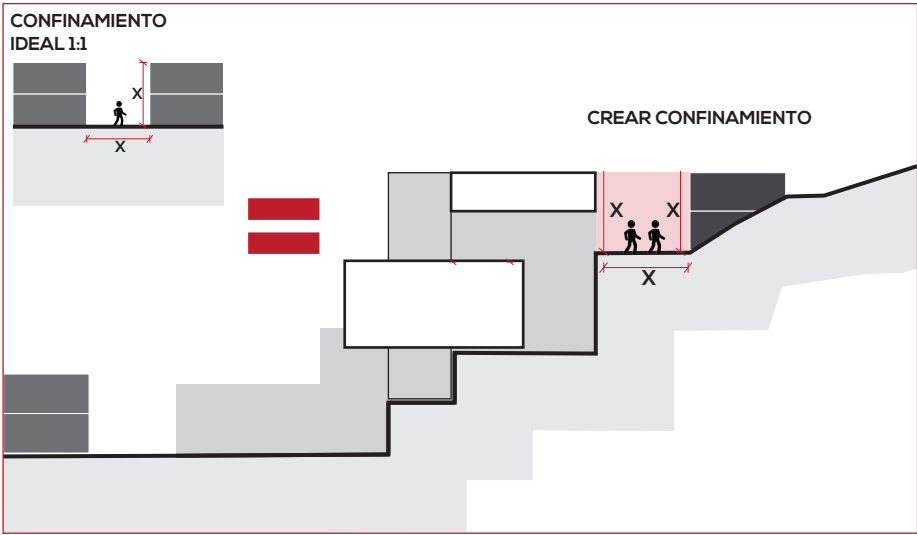 CONFINAMIENTO
IDEAL 1:1
X
X
CREAR CONFINAMIENTO
X X
X